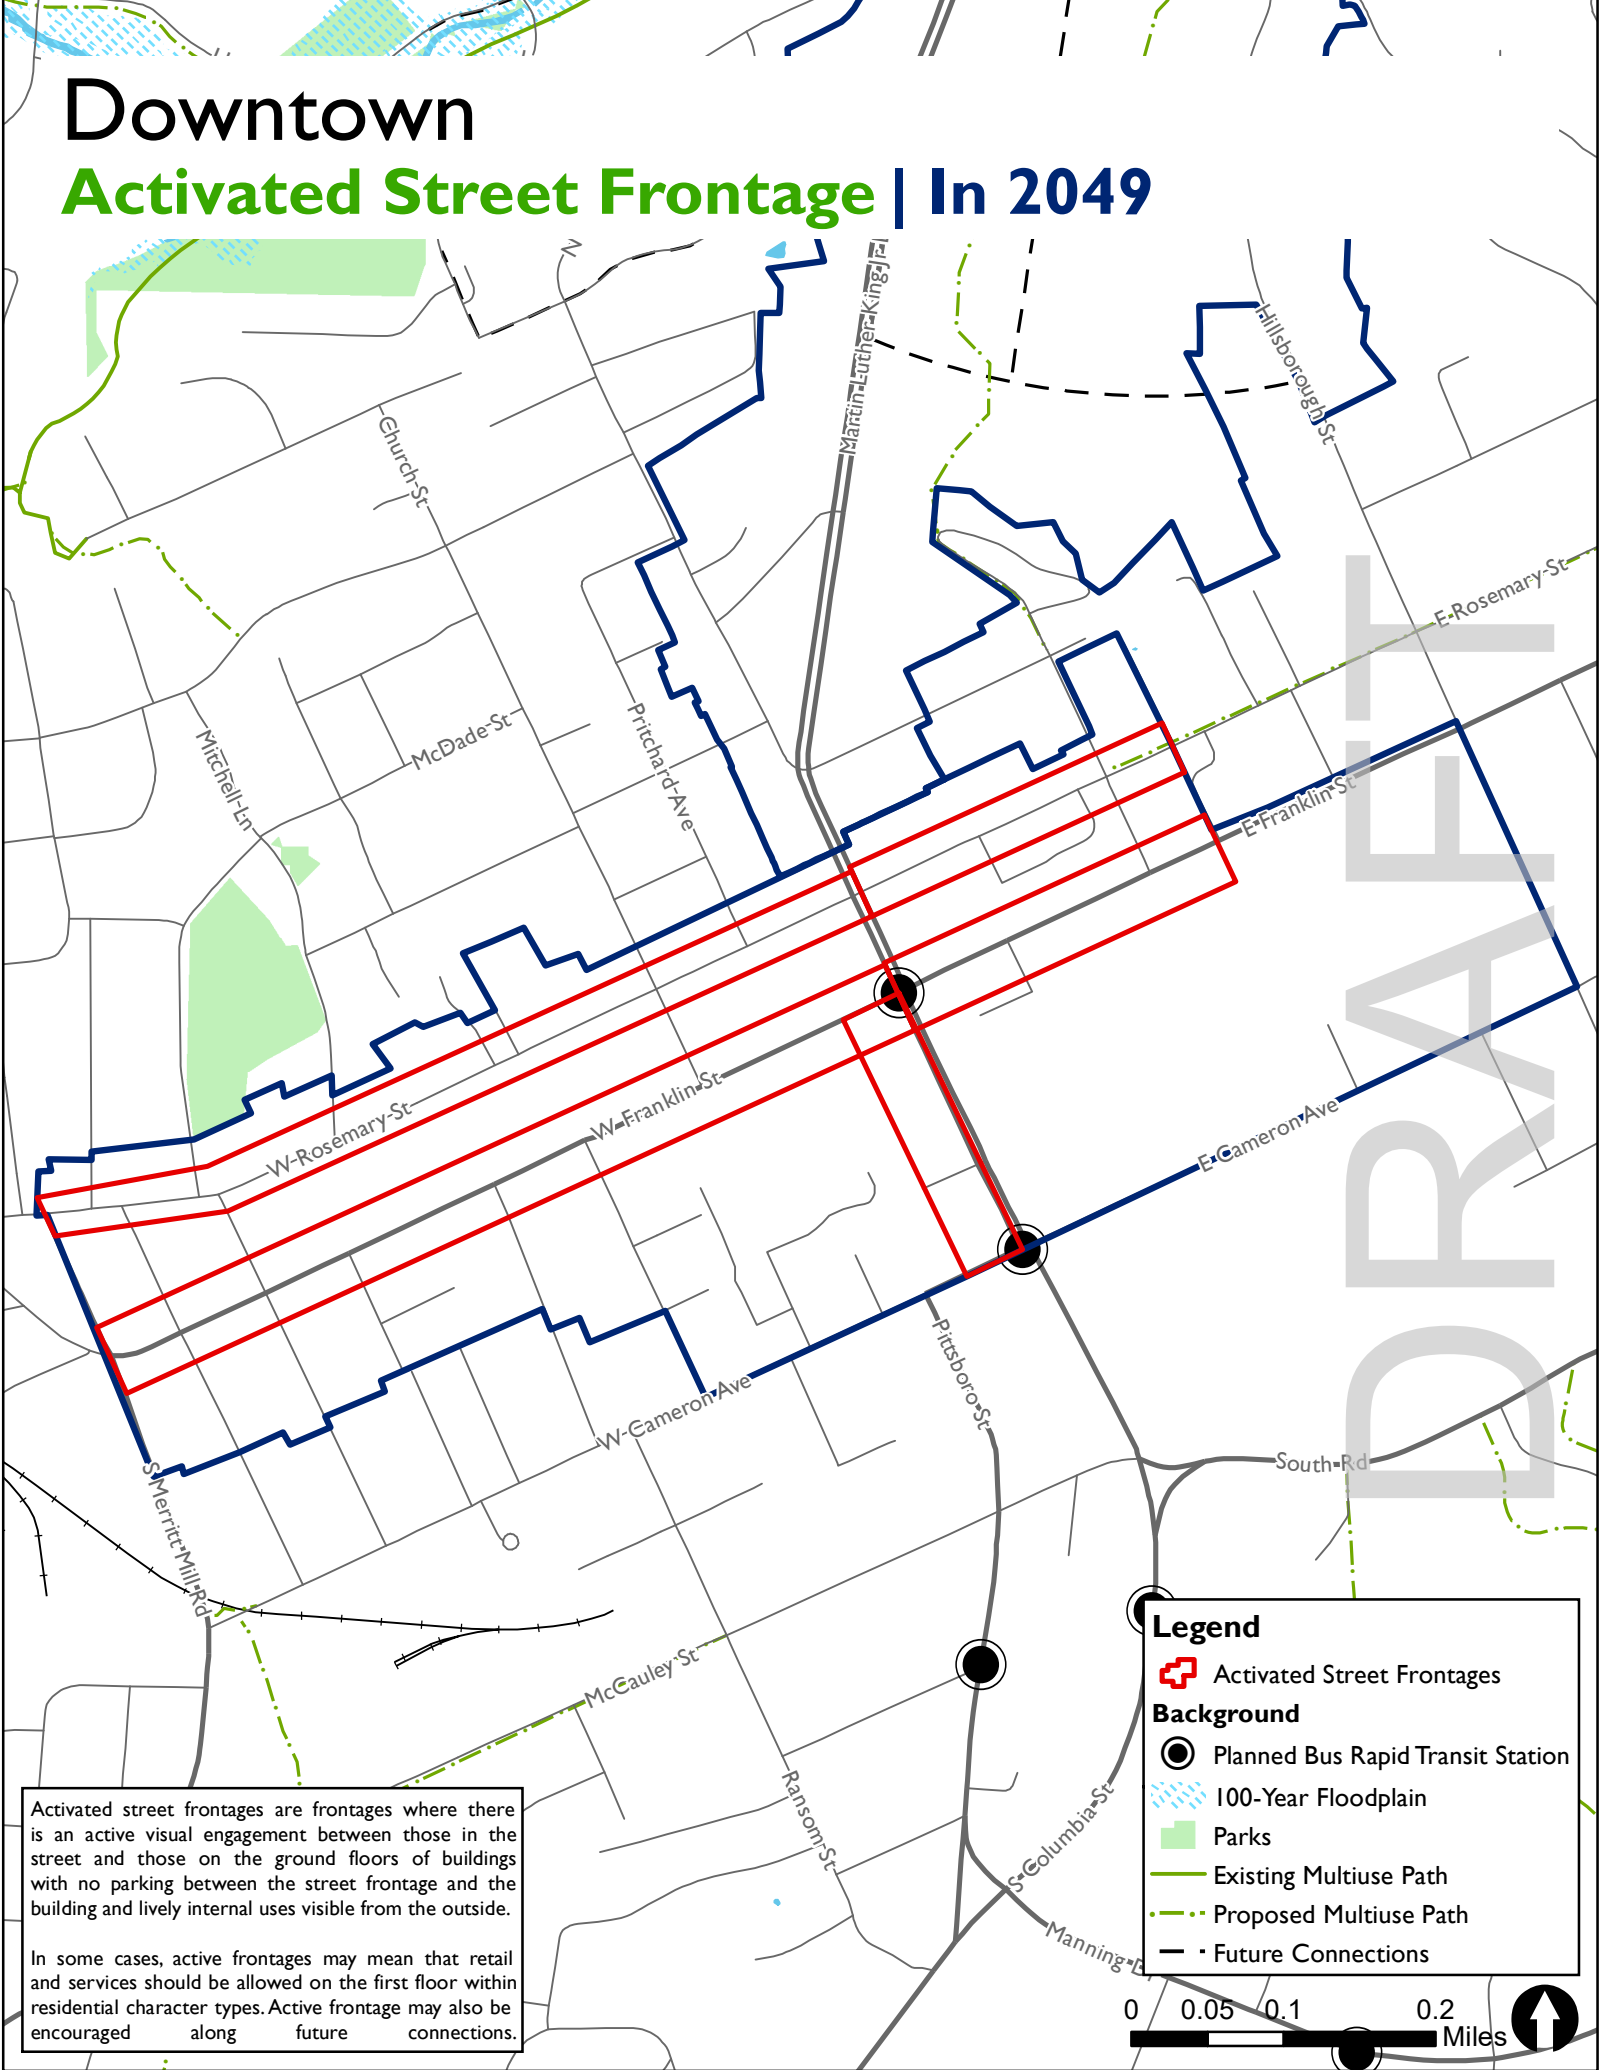 Downtown
Activated Street Frontage | In 2049
N
Martin Luther King Jr
Hillsborough St
Church St
E Rosemary St
McDade St
Pritchard Ave
Mitchell Ln
E Franklin St
DRAFT
W Franklin St
W Rosemary St
E Cameron Ave
Pittsboro St
W Cameron Ave
South Rd
S Merritt Mill Rd
McCauley St
Ransom St
S Columbia St
Manning Dr
Legend
Activated Street Frontages
Background
Planned Bus Rapid Transit Station
100-Year Floodplain
Parks
Existing Multiuse Path
Proposed Multiuse Path
Future Connections
Activated street frontages are frontages where there
is an active visual engagement between those in the
street and those on the ground floors of buildings
with no parking between the street frontage and the
building and lively internal uses visible from the outside.
In some cases, active frontages may mean that retail
and services should be allowed on the first floor within
residential character types. Active frontage may also be
encouraged along future connections.
0 0.05 0.1 0.2
Miles